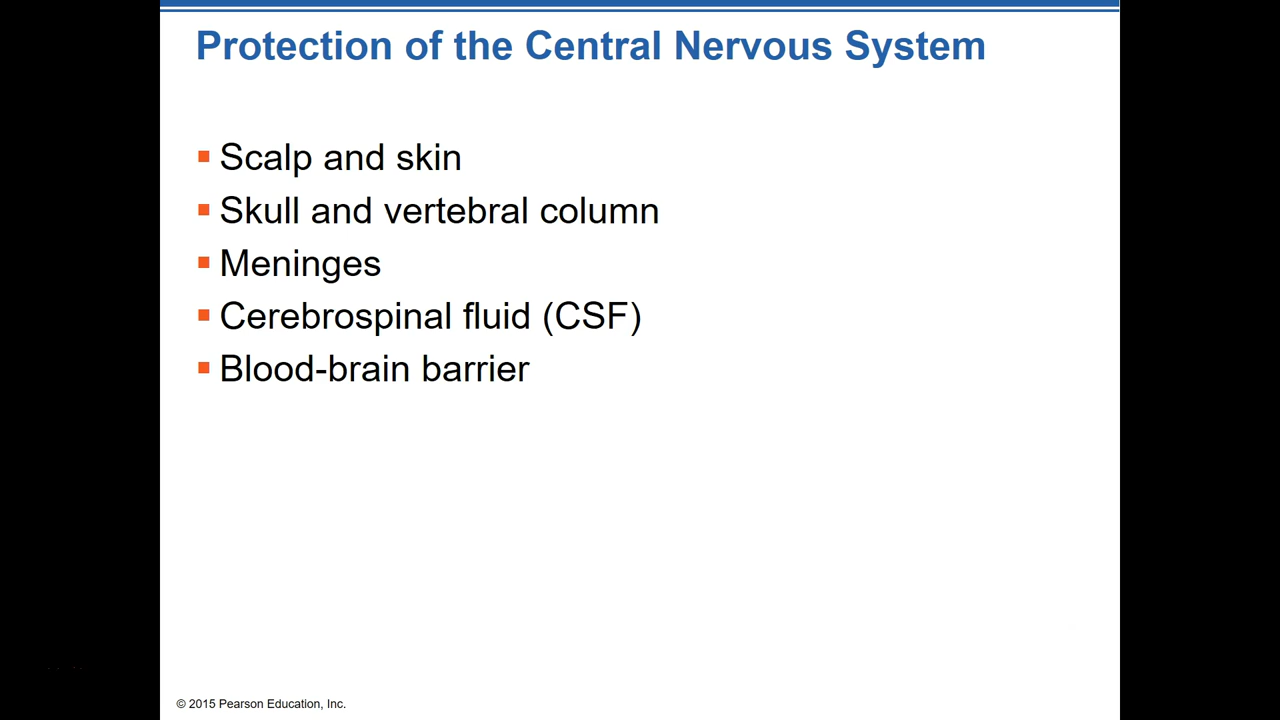 Protection of the Central Nervous System
▪ Scalp and skin
▪ Skull and vertebral column
▪ Meninges
▪ Cerebrospinal fluid (CSF)
▪ Blood-brain barrier
© 2015 Pearson Education, Inc.